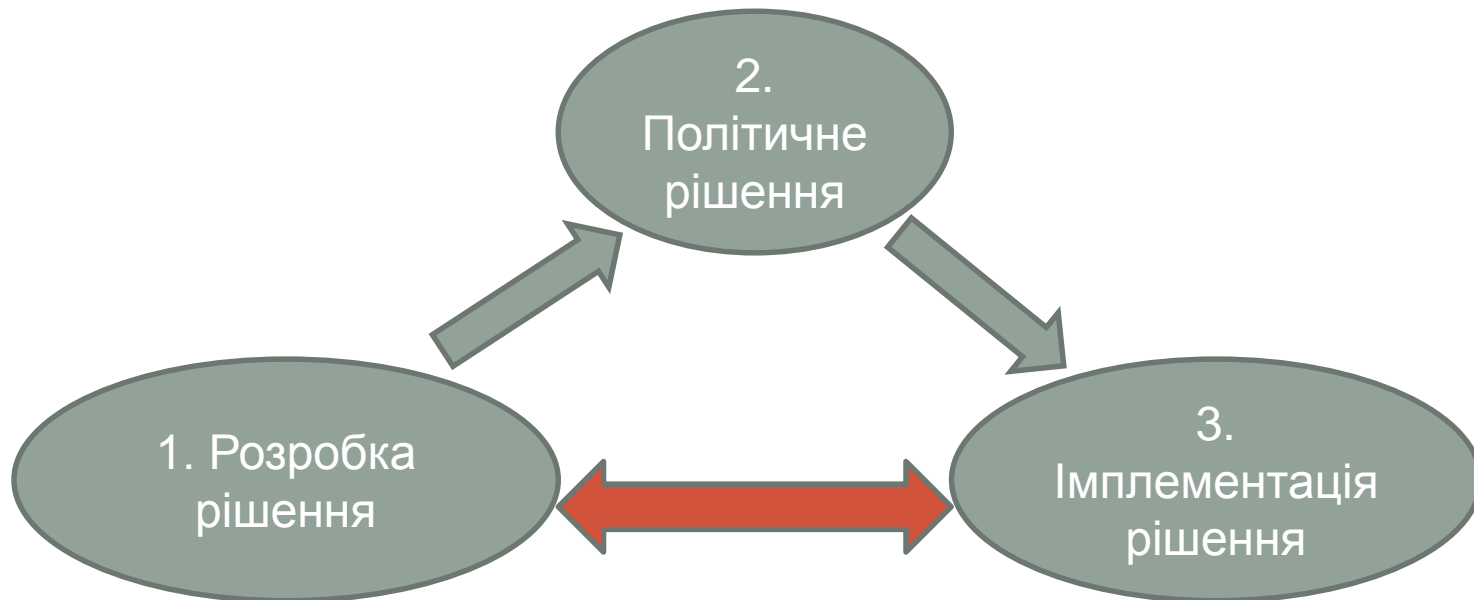 2.
Політичне
рішення
1. Розробка
рішення
3.
Імплементація
рішення